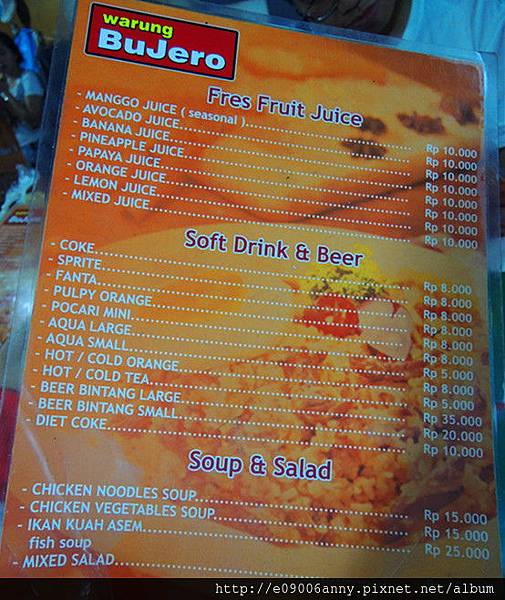 warung
BuJero
Fres Fruit Juice
- MANGGO JUICE ( seasonal ) Rp 10.000
- AVOCADO JUICE Rp 10.000
- BANANA JUICE Rp 10.000
- PINEAPPLE JUICE Rp 10.000
- PAPAYA JUICE Rp 10.000
- ORANGE JUICE Rp 10.000
- LEMON JUICE Rp 10.000
- MIXED JUICE Rp 10.000
Soft Drink & Beer
- COKE Rp 8.000
- SPRITE Rp 8.000
- FANTA Rp 8.000
- PULPY ORANGE Rp 8.000
- POCARI MINI Rp 8.000
- AQUA LARGE Rp 8.000
- AQUA SMALL Rp 5.000
- HOT / COLD ORANGE Rp 8.000
- HOT / COLD TEA Rp 5.000
- BEER BINTANG LARGE Rp 35.000
- BEER BINTANG SMALL Rp 20.000
- DIET COKE Rp 10.000
Soup & Salad
- CHICKEN NOODLES SOUP Rp 15.000
- CHICKEN VEGETABLES SOUP Rp 15.000
- IKAN KUAH ASEM Rp 25.000
fish soup
- MIXED SALAD
http://e09006anny.pixnet.net/album